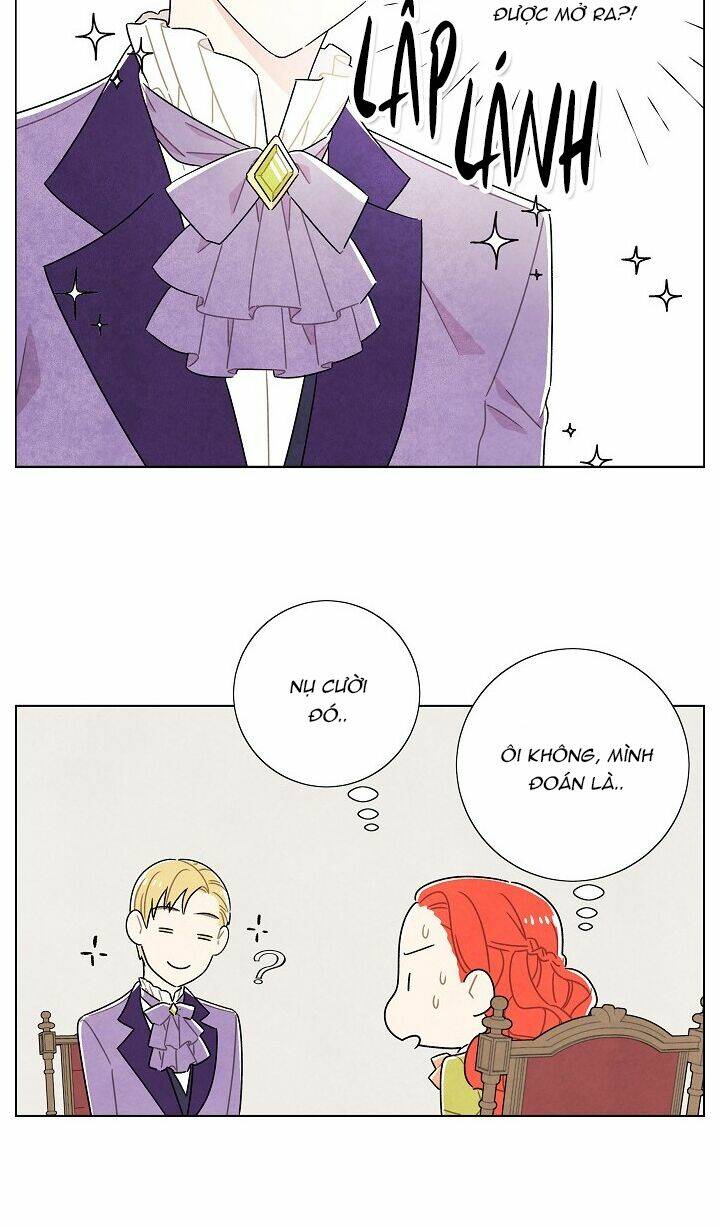 ĐƯỢC MỞ RA?!
LẤP
LÁNH
NỤ CƯỜI
ĐÓ..
ÔI KHÔNG, MÌNH
ĐOÁN LÀ..
?